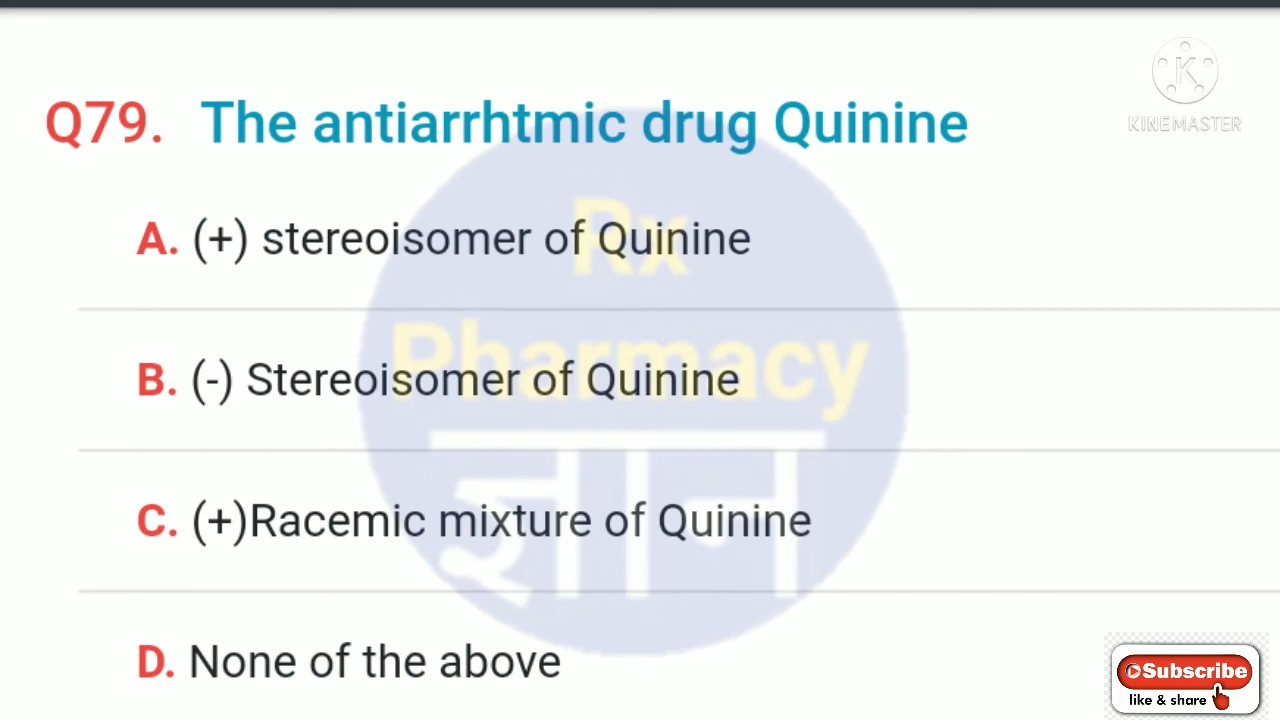 KINEMASTER
Q79. The antiarrhtmic drug Quinine
A. (+) stereoisomer of Quinine
B. (-) Stereoisomer of Quinine
C. (+)Racemic mixture of Quinine
D. None of the above
Rx
Pharmacy
ज्ञान
Subscribe
like & share